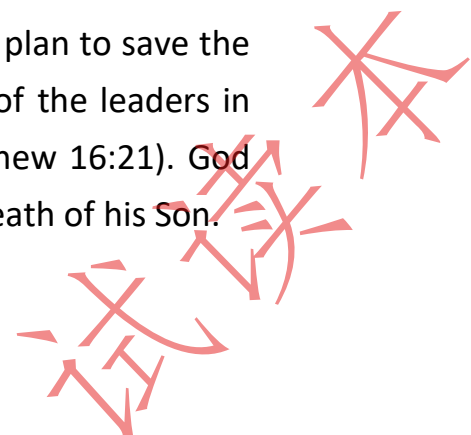 plan to save the
of the leaders in
hew 16:21). God
eath of his Son.
试读本